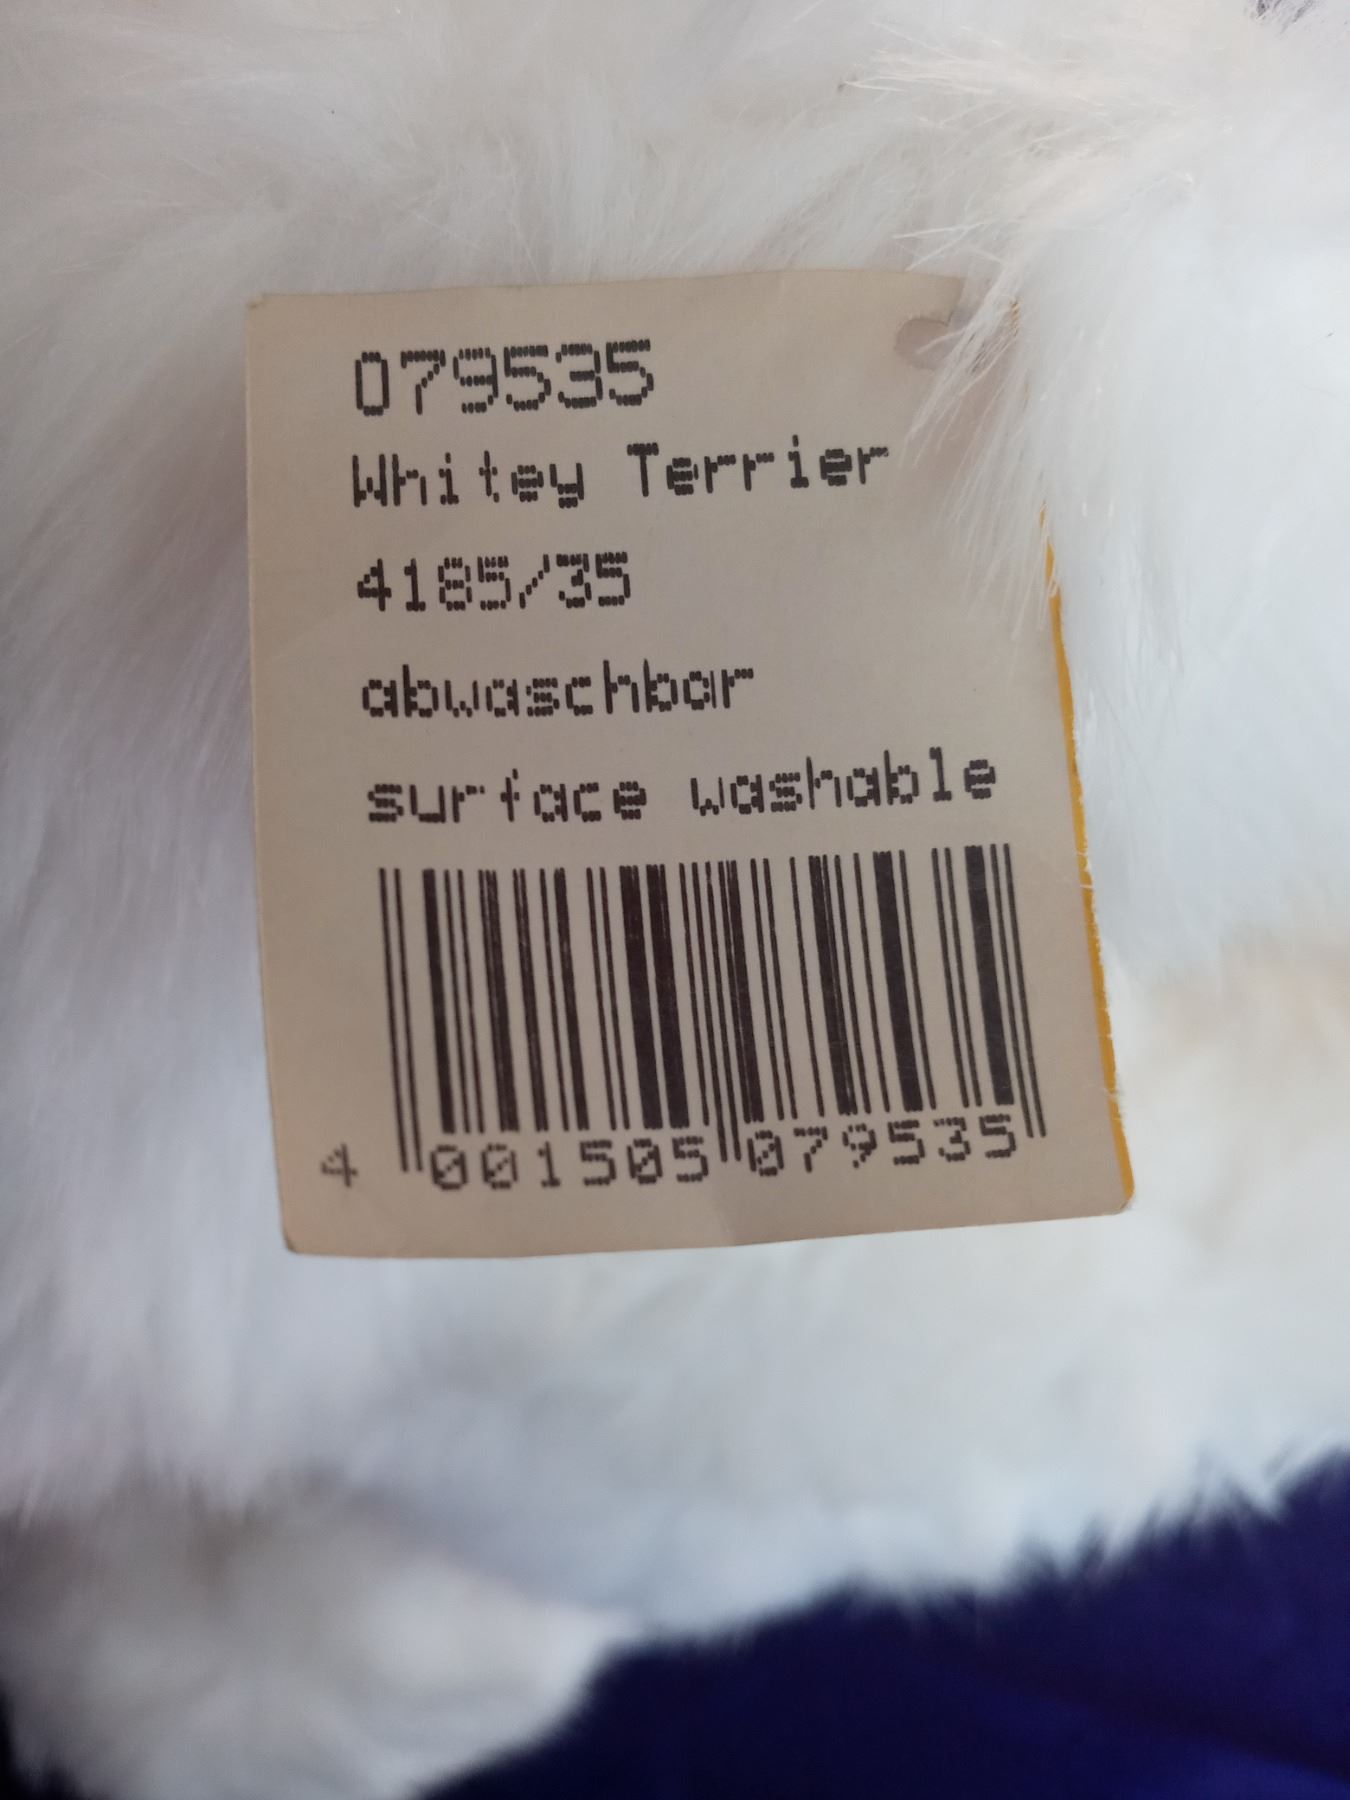 079535
Whitey Terrier
4185/35
abwaschbar
surface washable
4 001505 079535